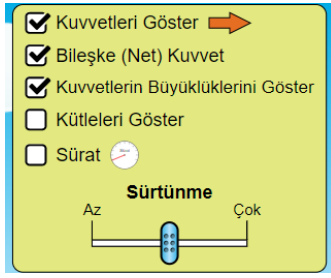 Kuvvetleri Göster
Bileşke (Net) Kuvvet
Kuvvetlerin Büyüklüklerini Göster
Kütleleri Göster
Sürat
Sürtünme
Az Çok